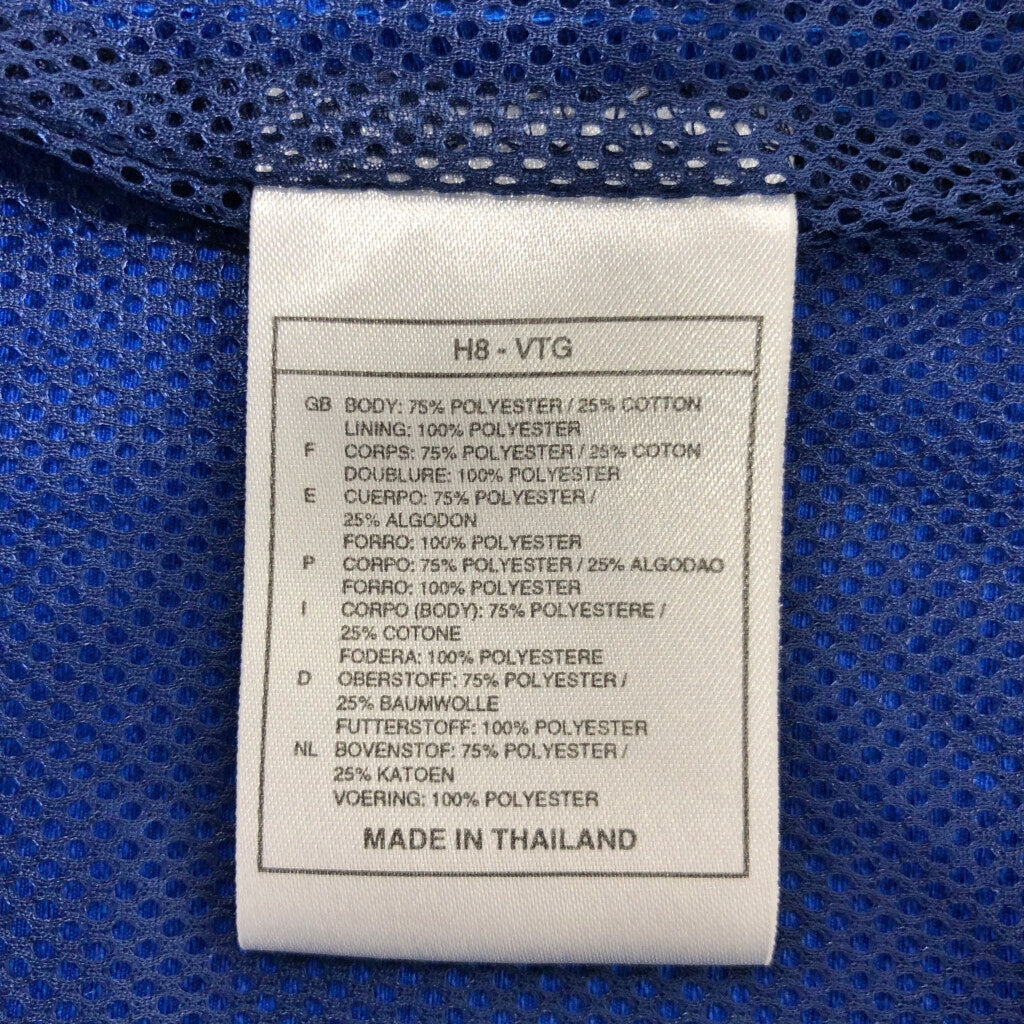 H8 - VTG
GB BODY: 75% POLYESTER / 25% COTTON
LINING: 100% POLYESTER
F CORPS: 75% POLYESTER / 25% COTON
DOUBLURE: 100% POLYESTER
E CUERPO: 75% POLYESTER /
25% ALGODON
FORRO: 100% POLYESTER
P CORPO: 75% POLYESTER / 25% ALGODAO
FORRO: 100% POLYESTER
I CORPO (BODY): 75% POLYESTERE /
25% COTONE
FODERA: 100% POLYESTERE
D OBERSTOFF: 75% POLYESTER /
25% BAUMWOLLE
FUTTERSTOFF: 100% POLYESTER
NL BOVENSTOF: 75% POLYESTER /
25% KATOEN
VOERING: 100% POLYESTER
MADE IN THAILAND